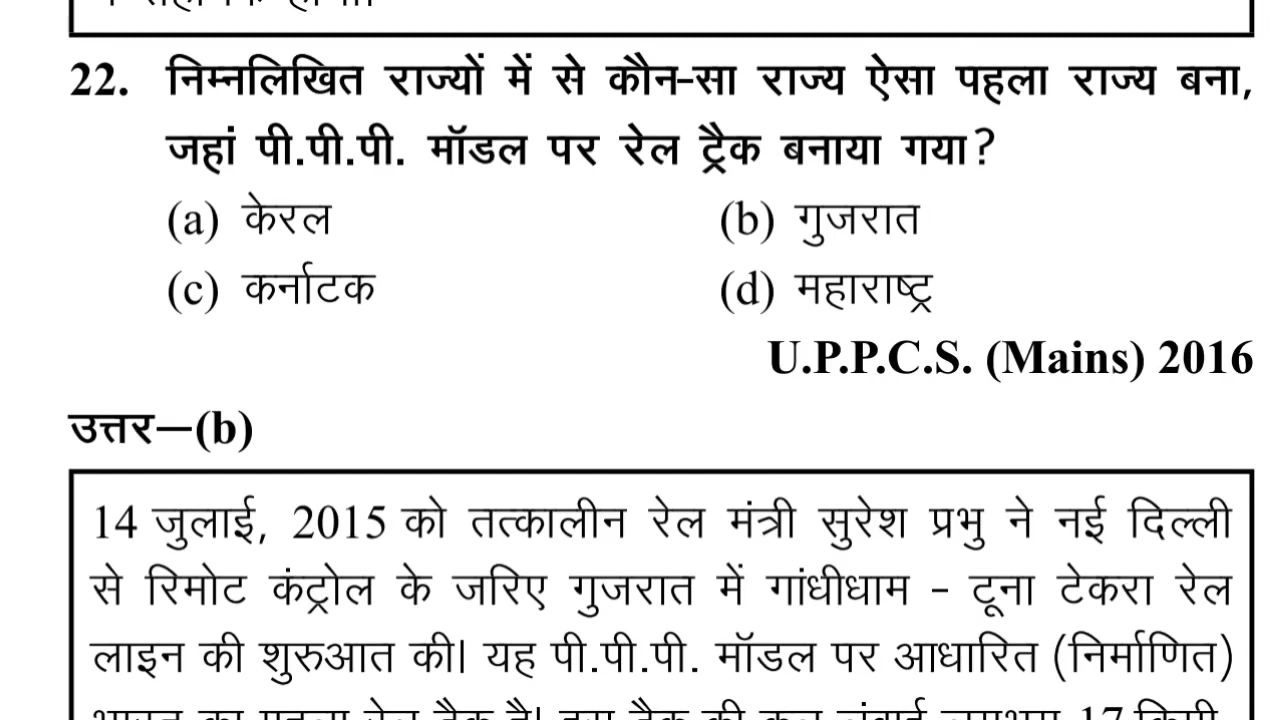 22. निम्नलिखित राज्यों में से कौन-सा राज्य ऐसा पहला राज्य बना,
जहां पी.पी.पी. मॉडल पर रेल ट्रैक बनाया गया?
(a) केरल (b) गुजरात
(c) कर्नाटक (d) महाराष्ट्र
U.P.P.C.S. (Mains) 2016
उत्तर—(b)
14 जुलाई, 2015 को तत्कालीन रेल मंत्री सुरेश प्रभु ने नई दिल्ली
से रिमोट कंट्रोल के जरिए गुजरात में गांधीधाम - टूना टेकरा रेल
लाइन की शुरुआत की। यह पी.पी.पी. मॉडल पर आधारित (निर्माणित)